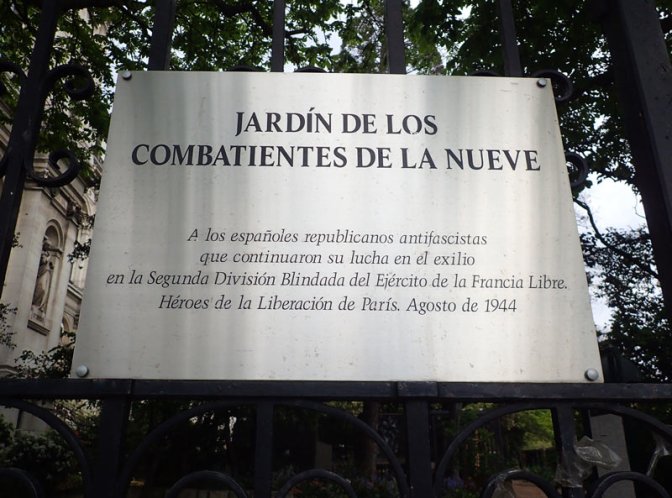 JARDÍN DE LOS
COMBATIENTES DE LA NUEVE
A los españoles republicanos antifascistas
que continuaron su lucha en el exilio
en la Segunda División Blindada del Ejército de la Francia Libre.
Héroes de la Liberación de París. Agosto de 1944